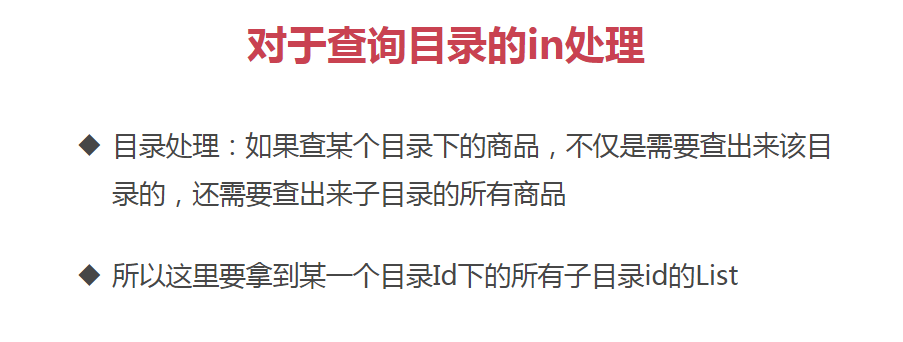 对于查询目录的in处理
◆ 目录处理：如果查某个目录下的商品，不仅是需要查出来该目
录的，还需要查出来子目录的所有商品
◆ 所以这里要拿到某一个目录Id下的所有子目录id的List